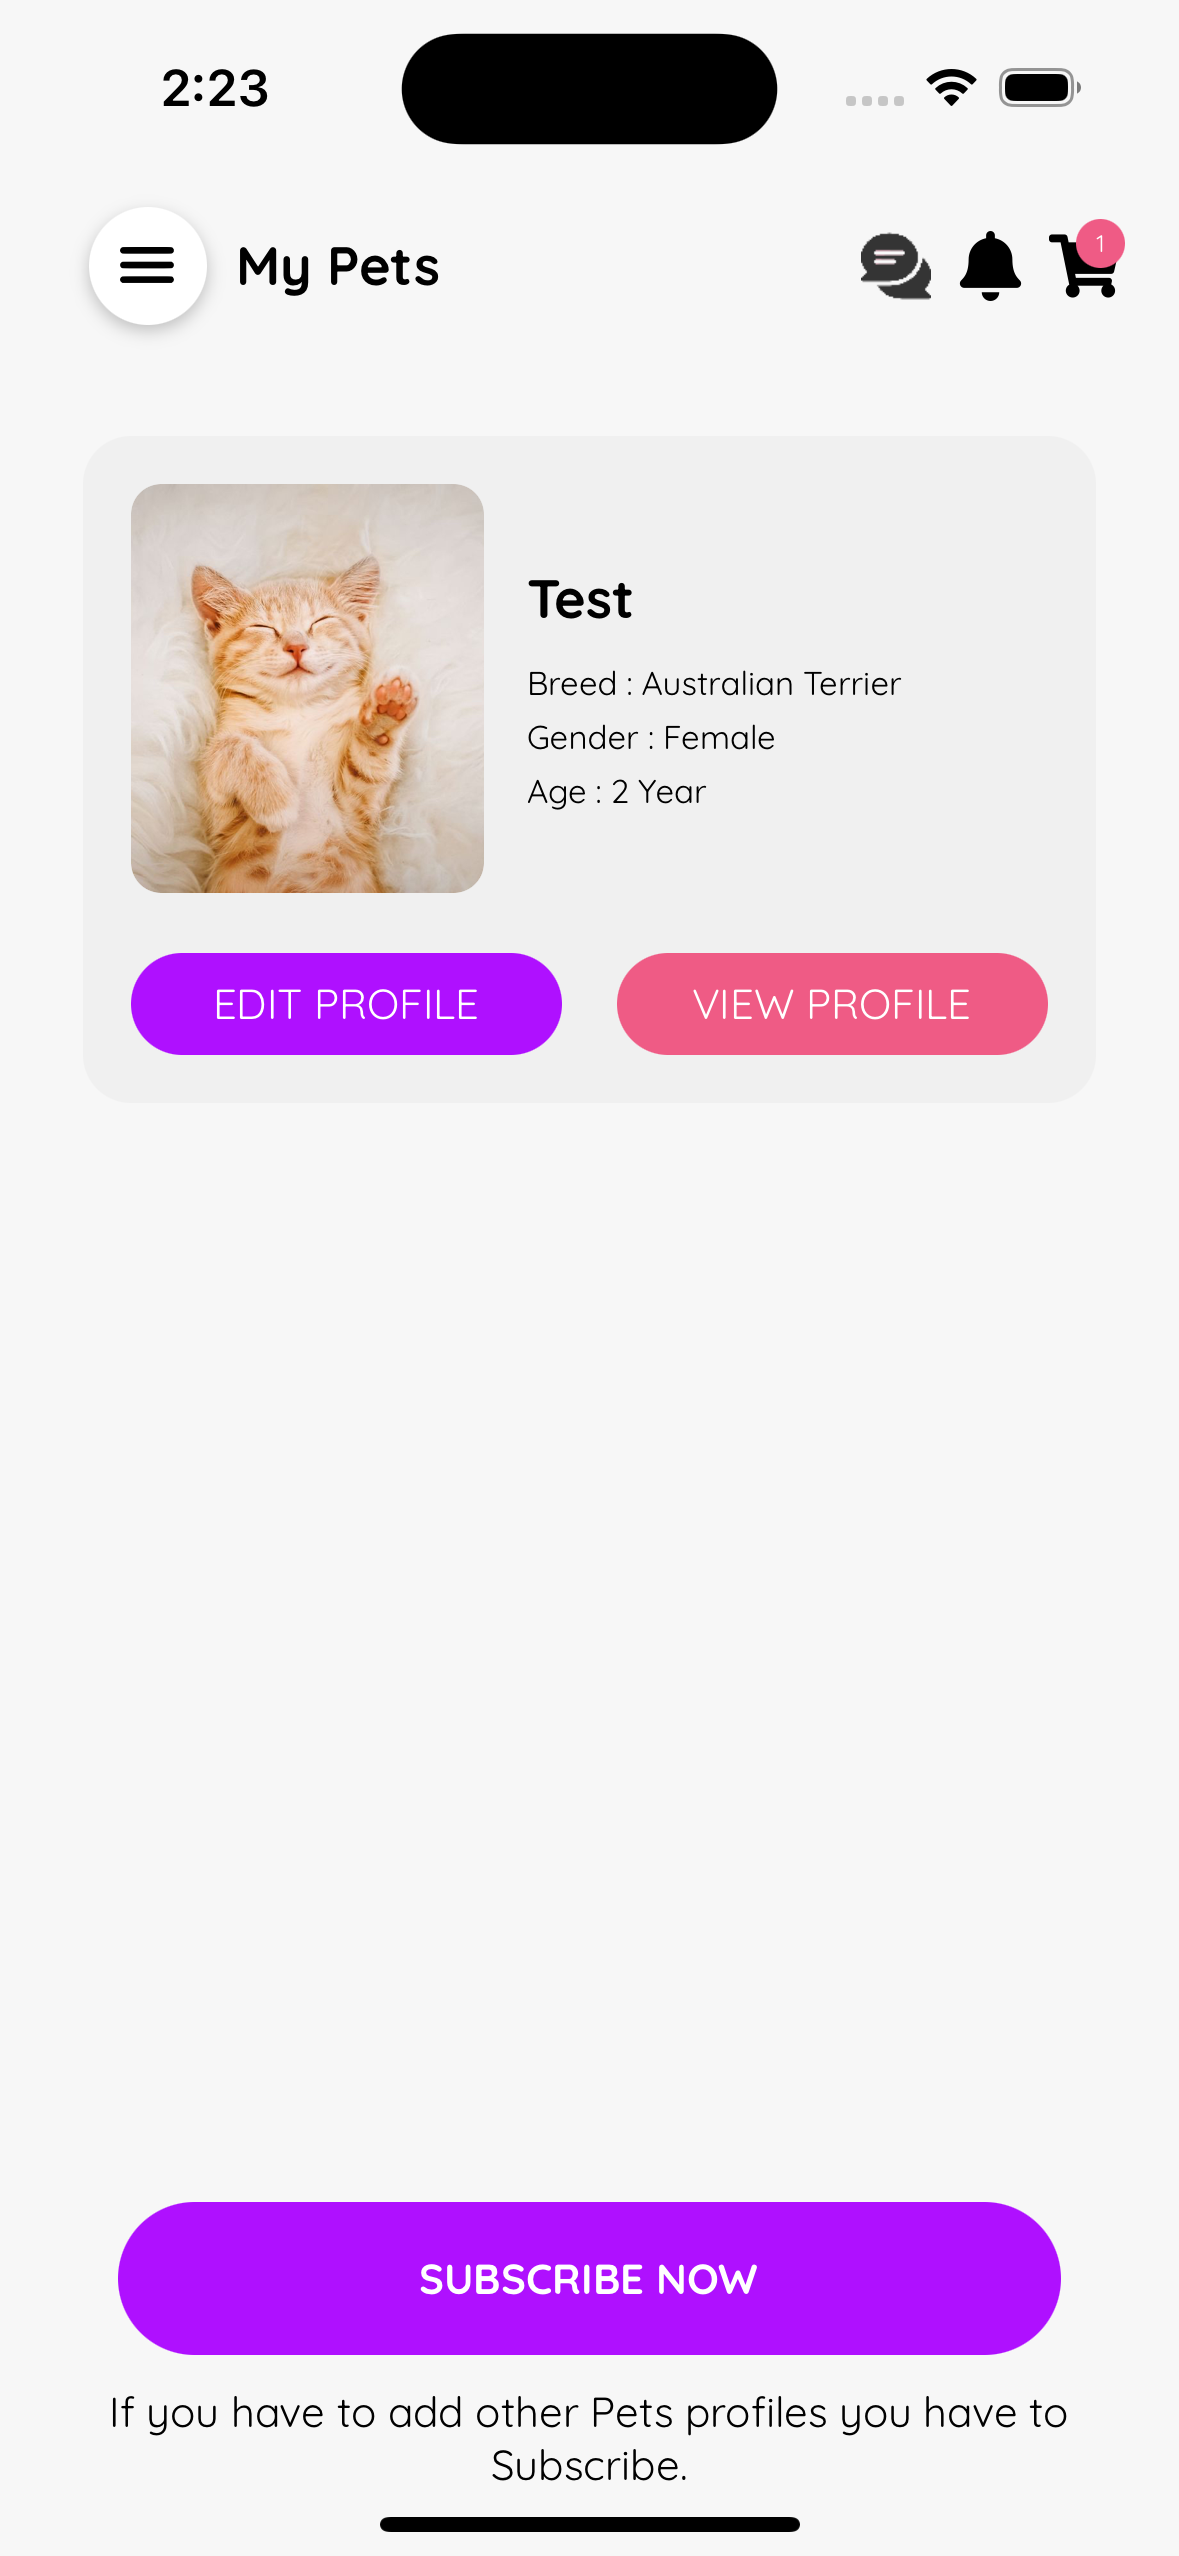 2:23
My Pets
1
Test
Breed : Australian Terrier
Gender : Female
Age : 2 Year
EDIT PROFILE
VIEW PROFILE
SUBSCRIBE NOW
If you have to add other Pets profiles you have to
Subscribe.